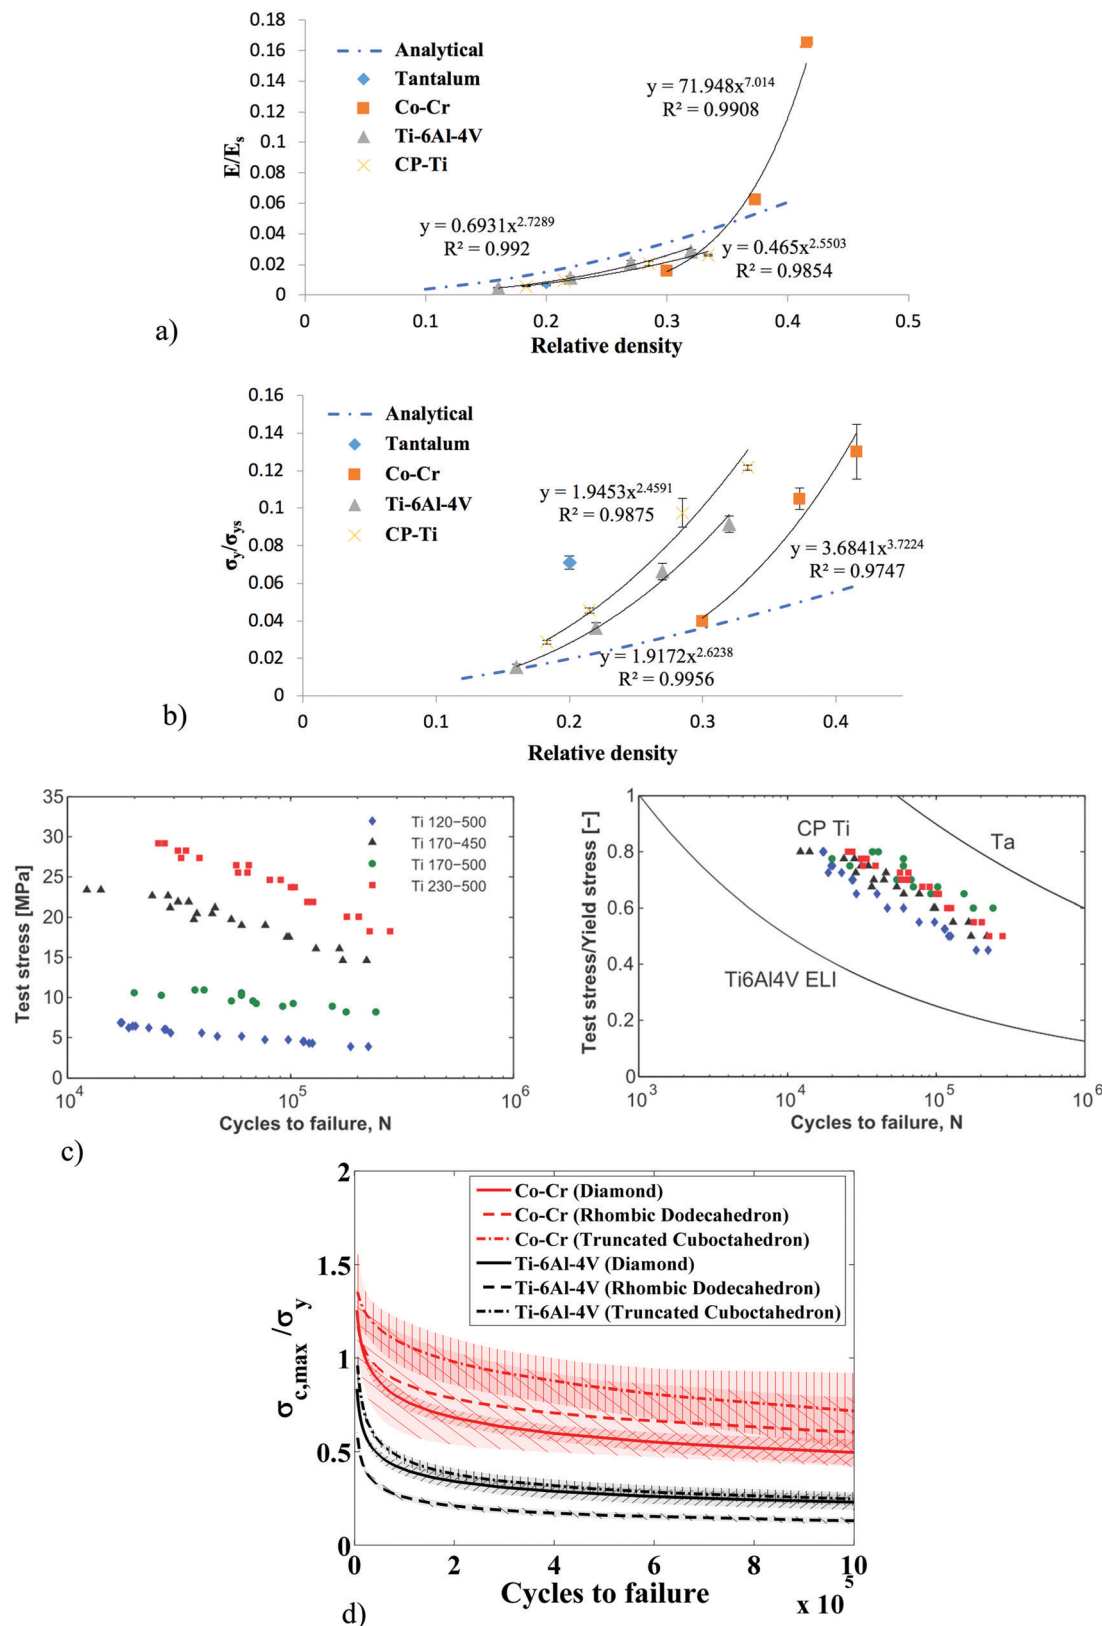 0.18
0.16
0.14
0.12
0.1
0.08
0.06
0.04
0.02
0
E/Eₛ
Analytical
Tantalum
Co-Cr
Ti-6Al-4V
CP-Ti
y = 71.948x⁷·⁰¹⁴
R² = 0.9908
y = 0.6931x²·⁷²⁸⁹
R² = 0.992
y = 0.465x²·⁵⁵⁰³
R² = 0.9854
0 0.1 0.2 0.3 0.4 0.5
Relative density
a)
0.16
0.14
0.12
0.1
0.08
0.06
0.04
0.02
0
σy/σys
Analytical
Tantalum
Co-Cr
Ti-6Al-4V
CP-Ti
y = 1.9453x²·⁴⁵⁹¹
R² = 0.9875
y = 3.6841x³·⁷²²⁴
R² = 0.9747
y = 1.9172x²·⁶²³⁸
R² = 0.9956
0 0.1 0.2 0.3 0.4
Relative density
b)
35
30
25
20
15
10
5
0
Test stress [MPa]
Ti 120-500
Ti 170-450
Ti 170-500
Ti 230-500
10⁴ 10⁵ 10⁶
Cycles to failure, N
1
0.8
0.6
0.4
0.2
0
Test stress/Yield stress [-]
CP Ti
Ta
Ti6Al4V ELI
10³ 10⁴ 10⁵ 10⁶
Cycles to failure, N
c)
2
1.5
1
0.5
0
σc,max /σy
Co-Cr (Diamond)
Co-Cr (Rhombic Dodecahedron)
Co-Cr (Truncated Cuboctahedron)
Ti-6Al-4V (Diamond)
Ti-6Al-4V (Rhombic Dodecahedron)
Ti-6Al-4V (Truncated Cuboctahedron)
0 2 4 6 8 10
Cycles to failure
x 10⁵
d)